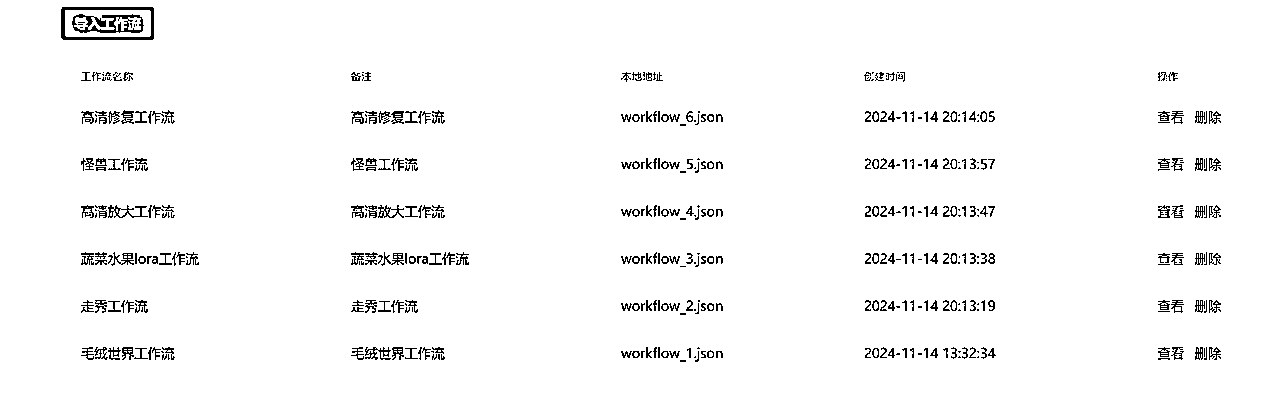 导入工作流
工作流名称 备注 本地地址 创建时间 操作
高清修复工作流 高清修复工作流 workflow_6.json 2024-11-14 20:14:05 查看 删除
怪兽工作流 怪兽工作流 workflow_5.json 2024-11-14 20:13:57 查看 删除
高清放大工作流 高清放大工作流 workflow_4.json 2024-11-14 20:13:47 查看 删除
蔬菜水果lora工作流 蔬菜水果lora工作流 workflow_3.json 2024-11-14 20:13:38 查看 删除
走秀工作流 走秀工作流 workflow_2.json 2024-11-14 20:13:19 查看 删除
毛绒世界工作流 毛绒世界工作流 workflow_1.json 2024-11-14 13:32:34 查看 删除